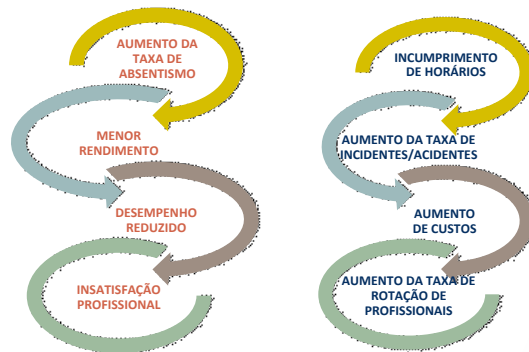 AUMENTO DA
TAXA DE
ABSENTISMO
MENOR
RENDIMENTO
DESEMPENHO
REDUZIDO
INSATISFAÇÃO
PROFISSIONAL
INCUMPRIMENTO
DE HORÁRIOS
AUMENTO DA TAXA DE
INCIDENTES/ACIDENTES
AUMENTO
DE CUSTOS
AUMENTO DA TAXA DE
ROTAÇÃO DE
PROFISSIONAIS